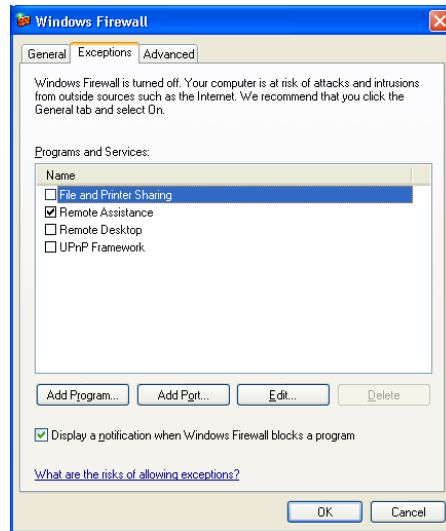 Windows Firewall
General Exceptions Advanced
Windows Firewall is turned off. Your computer is at risk of attacks and intrusions
from outside sources such as the Internet. We recommend that you click the
General tab and select On.
Programs and Services:
Name
File and Printer Sharing
Remote Assistance
Remote Desktop
UPnP Framework
Add Program... Add Port... Edit... Delete
Display a notification when Windows Firewall blocks a program
What are the risks of allowing exceptions?
OK Cancel